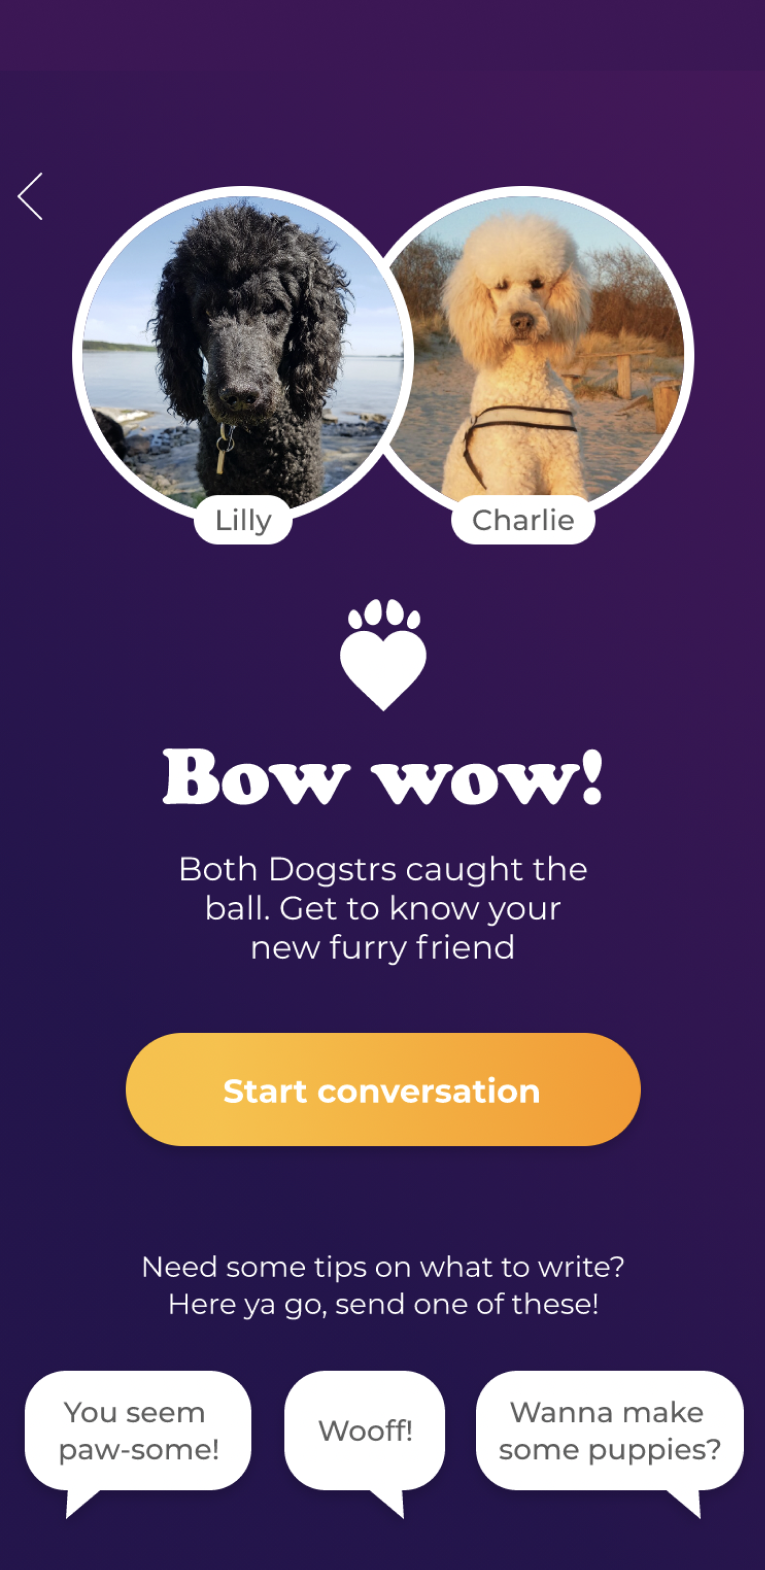 Lilly
Charlie
Bow wow!
Both Dogstrs caught the
ball. Get to know your
new furry friend
Start conversation
Need some tips on what to write?
Here ya go, send one of these!
You seem
paw-some!
Wooff!
Wanna make
some puppies?